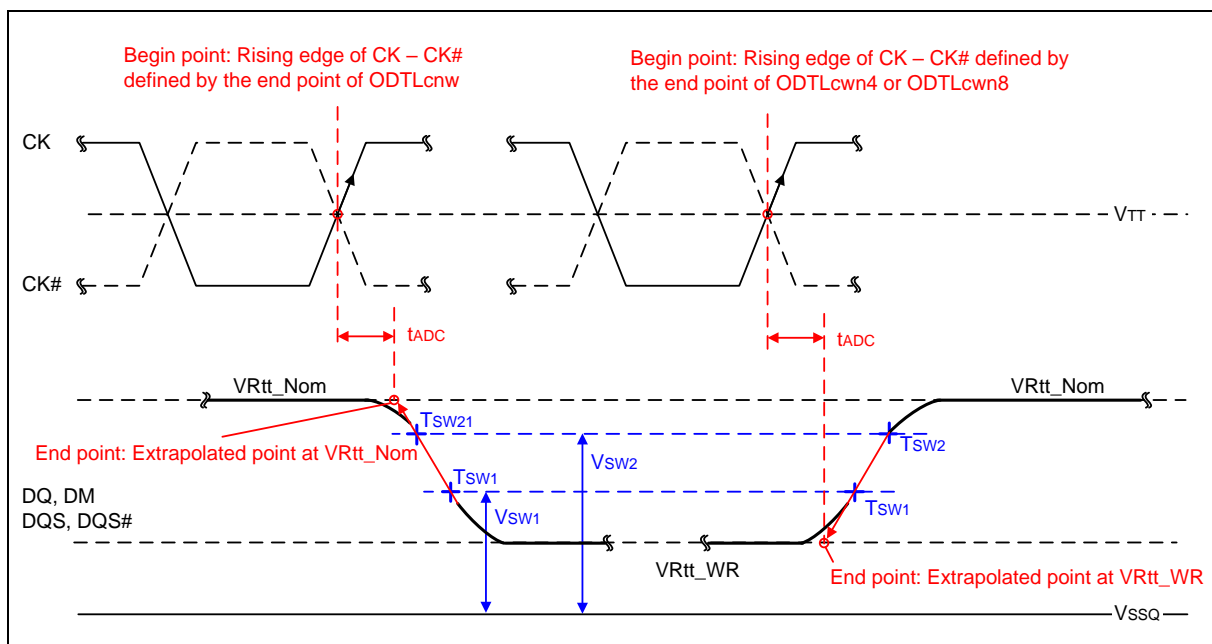 Begin point: Rising edge of CK – CK#
defined by the end point of ODTLcnw
Begin point: Rising edge of CK – CK# defined by
the end point of ODTLcwn4 or ODTLcwn8
CK
VTT
CK#
tADC
tADC
VRtt_Nom
VRtt_Nom
TSW21
TSW2
End point: Extrapolated point at VRtt_Nom
VSW2
TSW1
TSW1
DQ, DM
DQS, DQS#
VSW1
VRtt_WR
End point: Extrapolated point at VRtt_WR
VSSQ